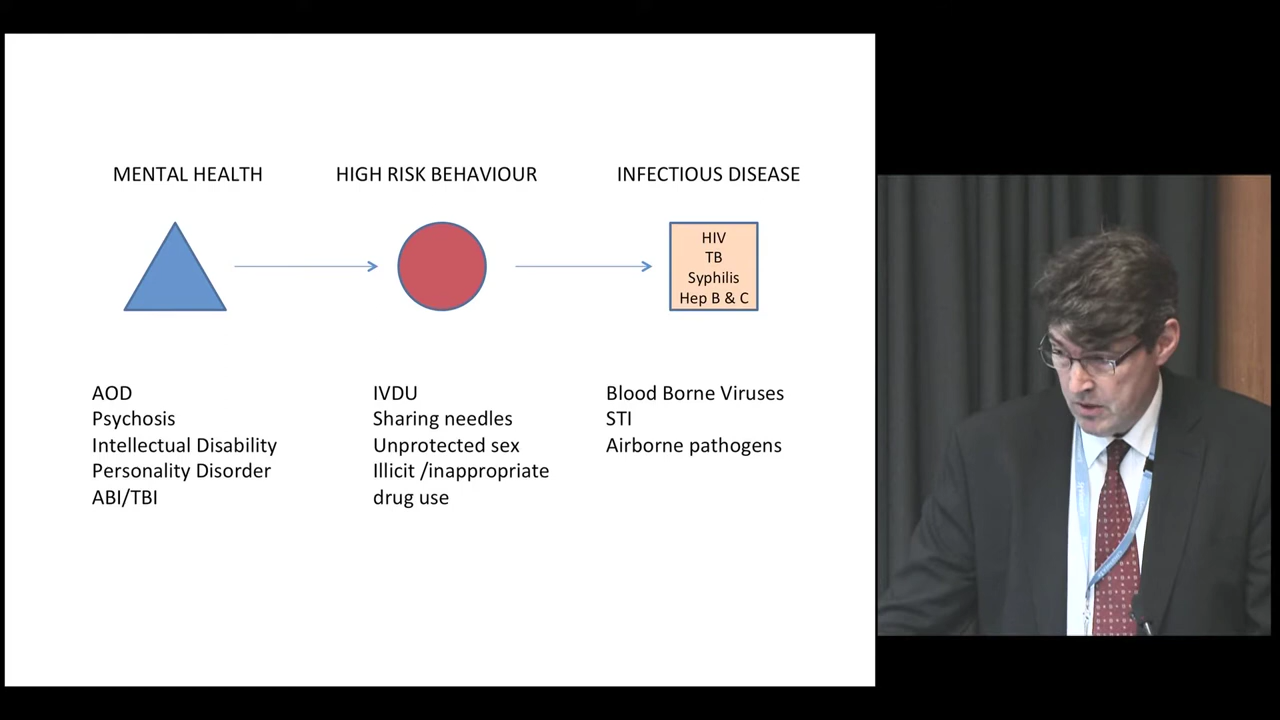 MENTAL HEALTH
HIGH RISK BEHAVIOUR
INFECTIOUS DISEASE
HIV
TB
Syphilis
Hep B & C
AOD
Psychosis
Intellectual Disability
Personality Disorder
ABI/TBI
IVDU
Sharing needles
Unprotected sex
Illicit /inappropriate
drug use
Blood Borne Viruses
STI
Airborne pathogens